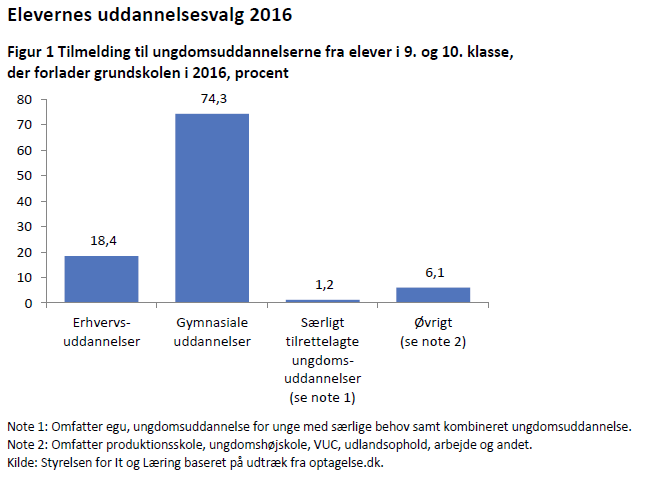 Elevernes uddannelsesvalg 2016
Figur 1 Tilmelding til ungdomsuddannelserne fra elever i 9. og 10. klasse,
der forlader grundskolen i 2016, procent
80
70
60
50
40
30
20
10
0
18,4
74,3
1,2
6,1
Erhvervs-
uddannelser
Gymnasiale
uddannelser
Særligt
tilrettelagte
ungdoms-
uddannelser
(se note 1)
Øvrigt
(se note 2)
Note 1: Omfatter egu, ungdomsuddannelse for unge med særlige behov samt kombineret ungdomsuddannelse.
Note 2: Omfatter produktionsskole, ungdomshøjskole, VUC, udlandsophold, arbejde og andet.
Kilde: Styrelsen for It og Læring baseret på udtræk fra optagelse.dk.